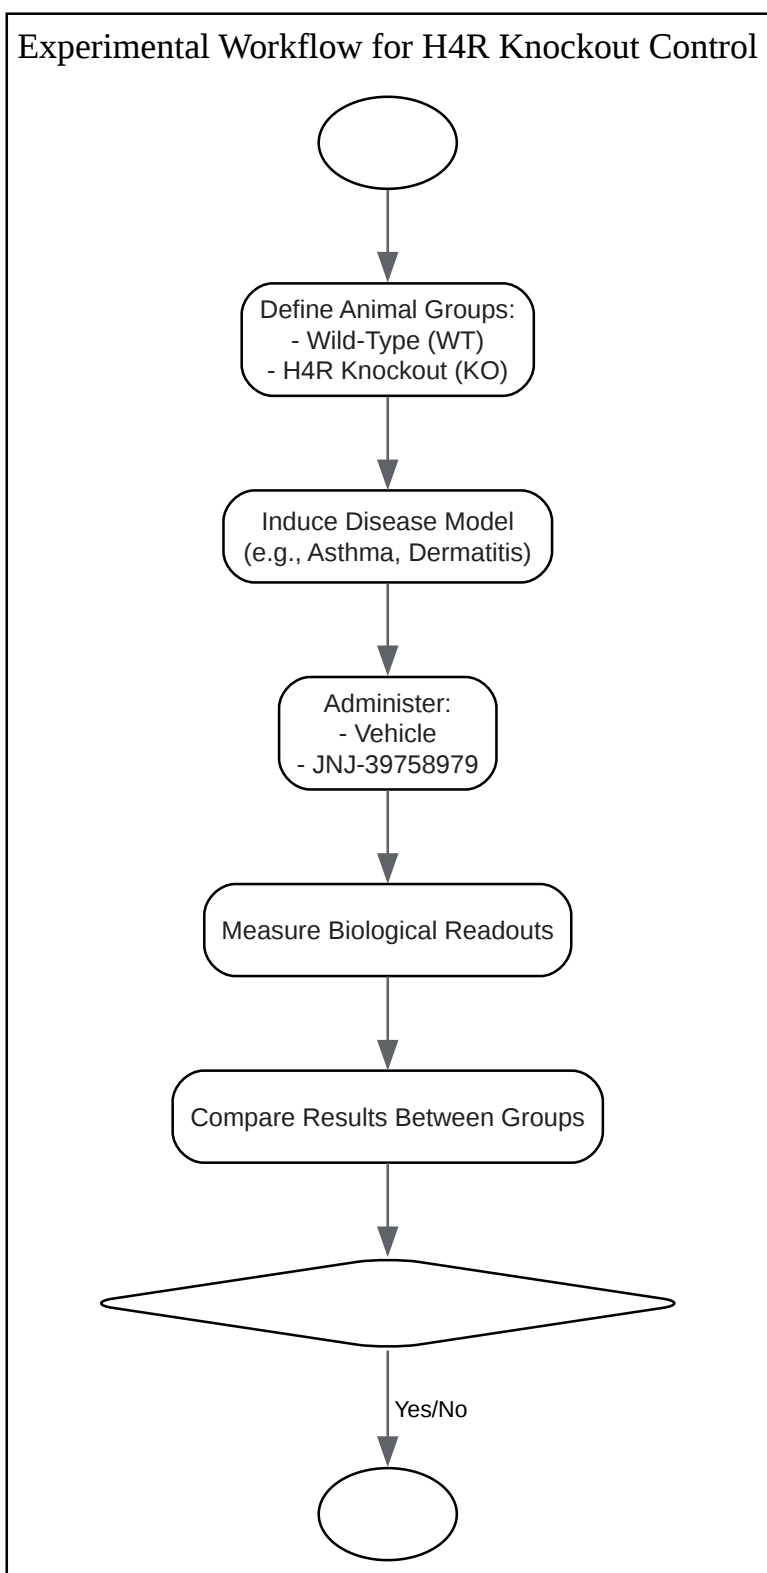 Experimental Workflow for H4R Knockout Control
Define Animal Groups:
- Wild-Type (WT)
- H4R Knockout (KO)
Induce Disease Model
(e.g., Asthma, Dermatitis)
Administer:
- Vehicle
- JNJ-39758979
Measure Biological Readouts
Compare Results Between Groups
Yes/No